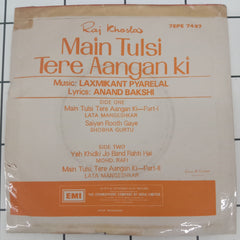 Raj Khosla's
7EPE 7437
Main Tulsi
Tere Aangan ki
Music: LAXMIKANT PYARELAL
Lyrics: ANAND BAKSHI
SIDE ONE
Main Tulsi Tere Aangan Ki—Part-I
LATA MANGESHKAR
Saiyan Rooth Gaye
SHOBHA GURTU
SIDE TWO
Yeh Khidki Jo Band Rahti Hai
MOHD. RAFI
Main Tulsi Tere Aangan Ki—Part-II
LATA MANGESHKAR
EMI
THE GRAMOPHONE COMPANY OF INDIA LIMITED